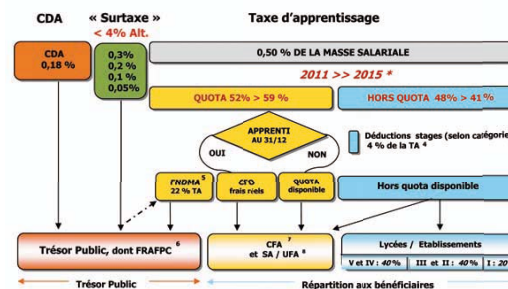 CDA
« Surtaxe »
< 4% Alt.
Taxe d'apprentissage
CDA
0,18 %
0,3%
0,2 %
0,1 %
0,05%
0,50 % DE LA MASSE SALARIALE
2011 >> 2015 *
QUOTA 52% > 59 %
HORS QUOTA 48% > 41%
APPRENTI
AU 31/12
OUI
NON
Déductions stages (selon catégorie
4 % de la TA 4
FNDMA 5
22 % TA
CFO
frais réels
QUOTA
disponible
Hors quota disponible
Trésor Public, dont FRAFPC 6
CFA 7
et SA / UFA 8
Lycées / Etablissements
V et IV : 40 %
III et II : 40%
I : 20
Trésor Public
Répartition aux bénéficiaires